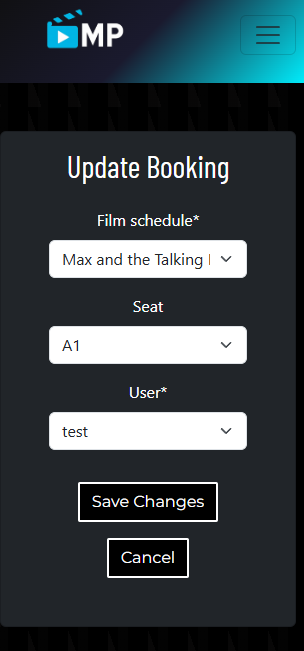 MP
Update Booking
Film schedule*
Max and the Talking
Seat
A1
User*
test
Save Changes
Cancel